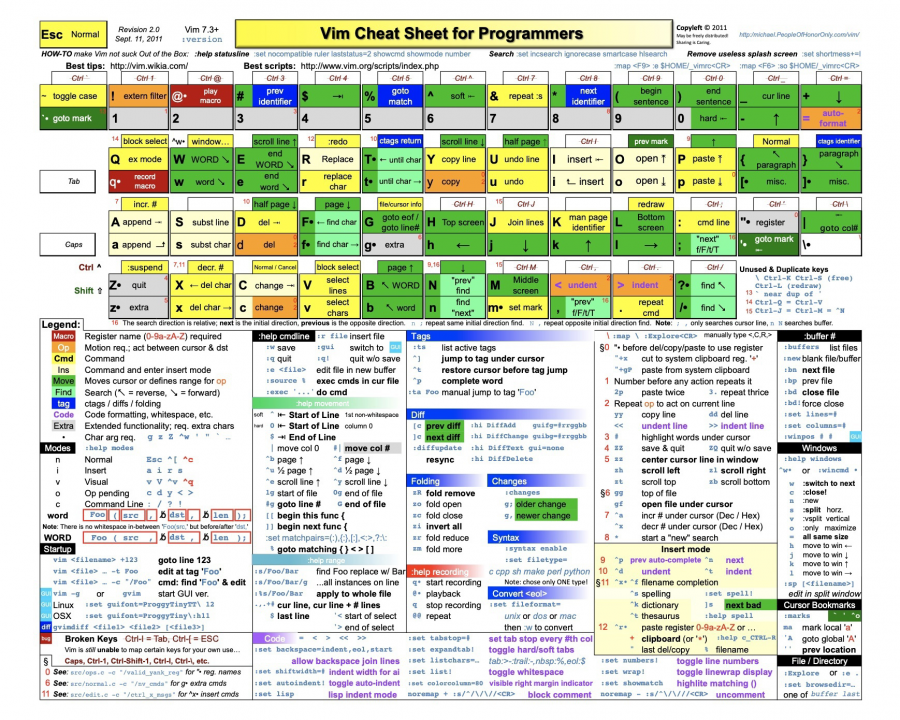 Esc Normal
Revision 2.0
Sept. 11, 2011
Vim 7.3+
:version
Vim Cheat Sheet for Programmers
Copyleft © 2011
May be freely distributed!
Sharing is Caring.
http://michael.PeopleOfHonorOnly.com/vim/
HOW-TO make Vim not suck Out of the Box: :help statusline :set nocompatible ruler laststatus=2 showcmd showmode number
Search :set incsearch ignorecase smartcase hlsearch
Remove useless splash screen :set shortmess+=I
Best tips: http://vim.wikia.com/
Best scripts: http://www.vim.org/scripts/index.php
:map <F9> :e $HOME/_vimrc<CR>
:map <F6> :so $HOME/_vimrc<CR>
Ctrl ~ Ctrl 1 Ctrl @ Ctrl 3 Ctrl 4 Ctrl 5 Ctrl ^ Ctrl 7 Ctrl 8 Ctrl 9 Ctrl 0 Ctrl _ Ctrl =
~ toggle case
! extern filter
@• play macro
# prev identifier
$ →
% goto match
^ soft ←
& repeat :s
* next identifier
( begin sentence
) end sentence
_ cur line
+ ↓
`• goto mark
1
2
3
4
5
6
7
8
9
0 hard ←
- ↑
= auto-format
14 block select
^w• window...
scroll line ↑
12 :redo
10 ctags return
scroll line ↓
half page ↑
Ctrl I
prev mark
9 ↑
Normal
ctags identifier
Q ex mode
W WORD ↘
E end WORD ↘
R Replace
T• ← until char
Y copy line
U undo line
I insert ←
O open ↑
P paste ↑
{ ↖ paragraph
} paragraph ↘
Tab
q• record macro
w word ↘
e end word ↘
r replace char
t• until char →
y copy
u undo
i insert
o open ↓
p paste ↓
[• misc.
]• misc.
7 incr. #
10 half page ↓
page ↓
file/cursor info
Ctrl H
15 Ctrl J
redraw
A append →
S subst line
D del →
F• ← find char
G goto eof / goto line#
H Top screen
J Join lines
K man page identifier
L Bottom screen
: cmd line
"• register
| goto col#
Caps
a append →
s subst char
d del
f• find char →
g• extra
h ←
j ↓
k ↑
l →
; "next" f/F/t/T
'• goto mark ←
\•
Ctrl ^
:suspend
7,11 decr. #
Normal / Cancel
block select
page ↑
9,16 ↓
15 Ctrl M
Ctrl /
Z• quit
X ← del char
C change →
V select lines
B ↖ WORD
N "prev" find
M Middle screen
< undent
> indent
?• find ↖
Shift ⇑
z• extra
x del char →
c change
v select chars
b ↖ word
n "next" find
m• set mark
, "prev" f/F/t/T
. repeat cmd
/• find ↘
Unused & Duplicate keys
\ Ctrl-K Ctrl-S (free)
Ctrl-L (redraw)
13 ` near dup of '
14 Ctrl-Q = Ctrl-V
15 Ctrl-J = Ctrl-M = ^N
Legend:
16 The search direction is relative; next is the initial direction, previous is the opposite direction. n ; repeat same initial direction find. N , repeat opposite initial direction find. Note: ; , only searches cursor line, n N searches buffer.
Macro Register name (0-9a-zA-Z) required
Op Motion req.; act between cursor & dst
Cmd Command
Ins Command and enter insert mode
Move Moves cursor or defines range for op
Find Search (↖ = reverse, ↘ = forward)
tag ctags / diffs / folding
Code Code formatting, whitespace, etc.
Extra Extended functionality; req. extra chars
• Char arg req. g z Z ^w ' " ` ..
Modes :help modes
n Normal Esc ^[ ^c
i Insert a i r s
v Visual v V ^v ^q
o Op pending c d y < >
c Command Line : / ? !
word Foo ( src , b dst , b len );
Note: There is no whitespace in-between 'Foo(src,' but before/after 'dst,'
WORD Foo ( src , b dst , b len );
Startup
vim <filename> +123 goto line 123
vim <file> … -t Foo edit at tag 'Foo'
vim <file> … -c "/Foo" cmd: find 'Foo' & edit
GUI vim -g or gvim start GUI ver.
GUI Linux :set guifont=ProggyTinyTT\ 12
GUI OSX :set guifont=ProggyTiny\:h11
diff gvimdiff <file1> <file2> [<file3>]
bug Broken Keys Ctrl-I = Tab, Ctrl-[ = ESC
Vim is still unable to map certain keys for your own use…
§ Caps, Ctrl-1, Ctrl-Shift-1, Ctrl-I, Ctrl-\, etc.
0 See: src/ops.c -e "/valid_yank_reg" for "• reg. names
6 See: src/normal.c -e "/nv_cmds" for g• extra cmds
11 See: src/edit.c -e "/ctrl_x_msgs" for ^x• insert cmds
:help cmdline :r file insert file
:w save :gui switch to GUI
:q quit :q! quit w/o save
:e <file> edit file in new buffer
:source % exec cmds in cur file
:exec '...' do cmd
:help movement
soft ^ Start of Line 1st non-whitespace
hard 0 Start of Line column 0
$ End of Line
| move col 0 #| move col #
^b page ↑ ^f page ↓
^u ½ page ↑ ^d ½ page ↓
^e scroll line ↑ ^y scroll line ↓
1g start of file 0g end of file
#g goto line # G end of file
[[ begin this func {
]] begin next func {
:set matchpairs=(:),{:},[:],<:>,?:?
% goto matching { } < > [ ]
:help range
:s/Foo/Bar find Foo replace w/ Bar
:s/Foo/Bar/g ...all instances on line
:%s/Foo/Bar/g apply to whole file
:.,+# cur line, cur line + # lines
$ last line '< start of select
'> end of select
Code = < > << >>
:set backspace=indent,eol,start
allow backspace join lines
:set shiftwidth=# indent width for ai
:set autoindent! toggle auto-indent
:set lisp lisp indent mode
Tags
:ts list active tags
^] jump to tag under cursor
^t restore cursor before tag jump
^p complete word
:ta Foo manual jump to tag 'Foo'
Diff
[c prev diff :hi DiffAdd guifg=#rrggbb
]c next diff :hi DiffChange guibg=#rrggbb
:diffupdate :hi DiffText gui=none
resync :hi DiffDelete
Folding
zR fold remove
zo fold open
zc fold close
zi invert all
zr fold reduce
zm fold more
Changes
:changes
g; older change
g, newer change
Syntax
:syntax enable
:set filetype=
c cpp sh make perl python
Note: chose only ONE type!
:help recording
q• start recording
@• playback
q stop recording
@@ repeat
Convert <eol>
:set fileformat=
unix or dos or mac
then :w to convert
:set tabstop=# set tab stop every #th col
:set expandtab! toggle hard/soft tabs
:set listchars=… tab:>-,trail:-,nbsp:%,eol:$
:set list! toggle whitespace
:set colorcolumn=80 visible right margin indicator
noremap + :s/^/\/\//<CR> block comment
\ :map \ :Explore<CR> manually type <,C,R,>
§0 "• before del/copy/paste to use register
"+x cut to system clipboard reg. '+'
"+gP paste from system clipboard
1 Number before any action repeats it
2p paste twice 3. repeat thrice
2 Repeat op to act on current line
yy copy line dd del line
<< undent line >> indent line
3 # highlight words under cursor
4 ZZ save & quit ZQ quit w/o save
5 zz center cursor line in window
zh scroll left zl scroll right
zt scroll top zb scroll bottom
§6 gg top of file
gf open file under cursor
7 ^a incr # under cursor (Dec / Hex)
^x decr # under cursor (Dec / Hex)
8 * start a "new" search
Insert mode
9 ^p prev auto-complete ^n next
10 ^d undent ^t indent
§11 ^x• ^f filename completion
^s spelling :set spell!
^k dictionary ]s next bad
^t thesaurus :help spell
12 ^r• paste register 0-9a-zA-Z or …
+ clipboard (or '*') :help c_CTRL-R
" last del/copy % filename
:set numbers! toggle line numbers
:set wrap! toggle linewrap display
:set showmatch highlite matching ()
noremap - :s/^\/\///<CR> uncomment
:buffer #
:buffers list files
:new blank file/buffer
:bn next file
:bp prev file
:bd close file
:bd! force close
:set lines=#
:set columns=#
:winpos # # GUI
Windows
:help windows
^w• or :wincmd •
w :switch to next
c :close!
n :new
s :split horz.
v :vsplit vertical
o :only maximize
= all same size
h move to win ←
j move to win ↓
k move to win ↑
l move to win →
:sp [<filename>]
edit in split window
Cursor Bookmarks
:marks
ma mark local 'a'
`A goto global 'A'
'' prev location
File / Directory
:Explore or :e .
:set browsedir=…
one of buffer last